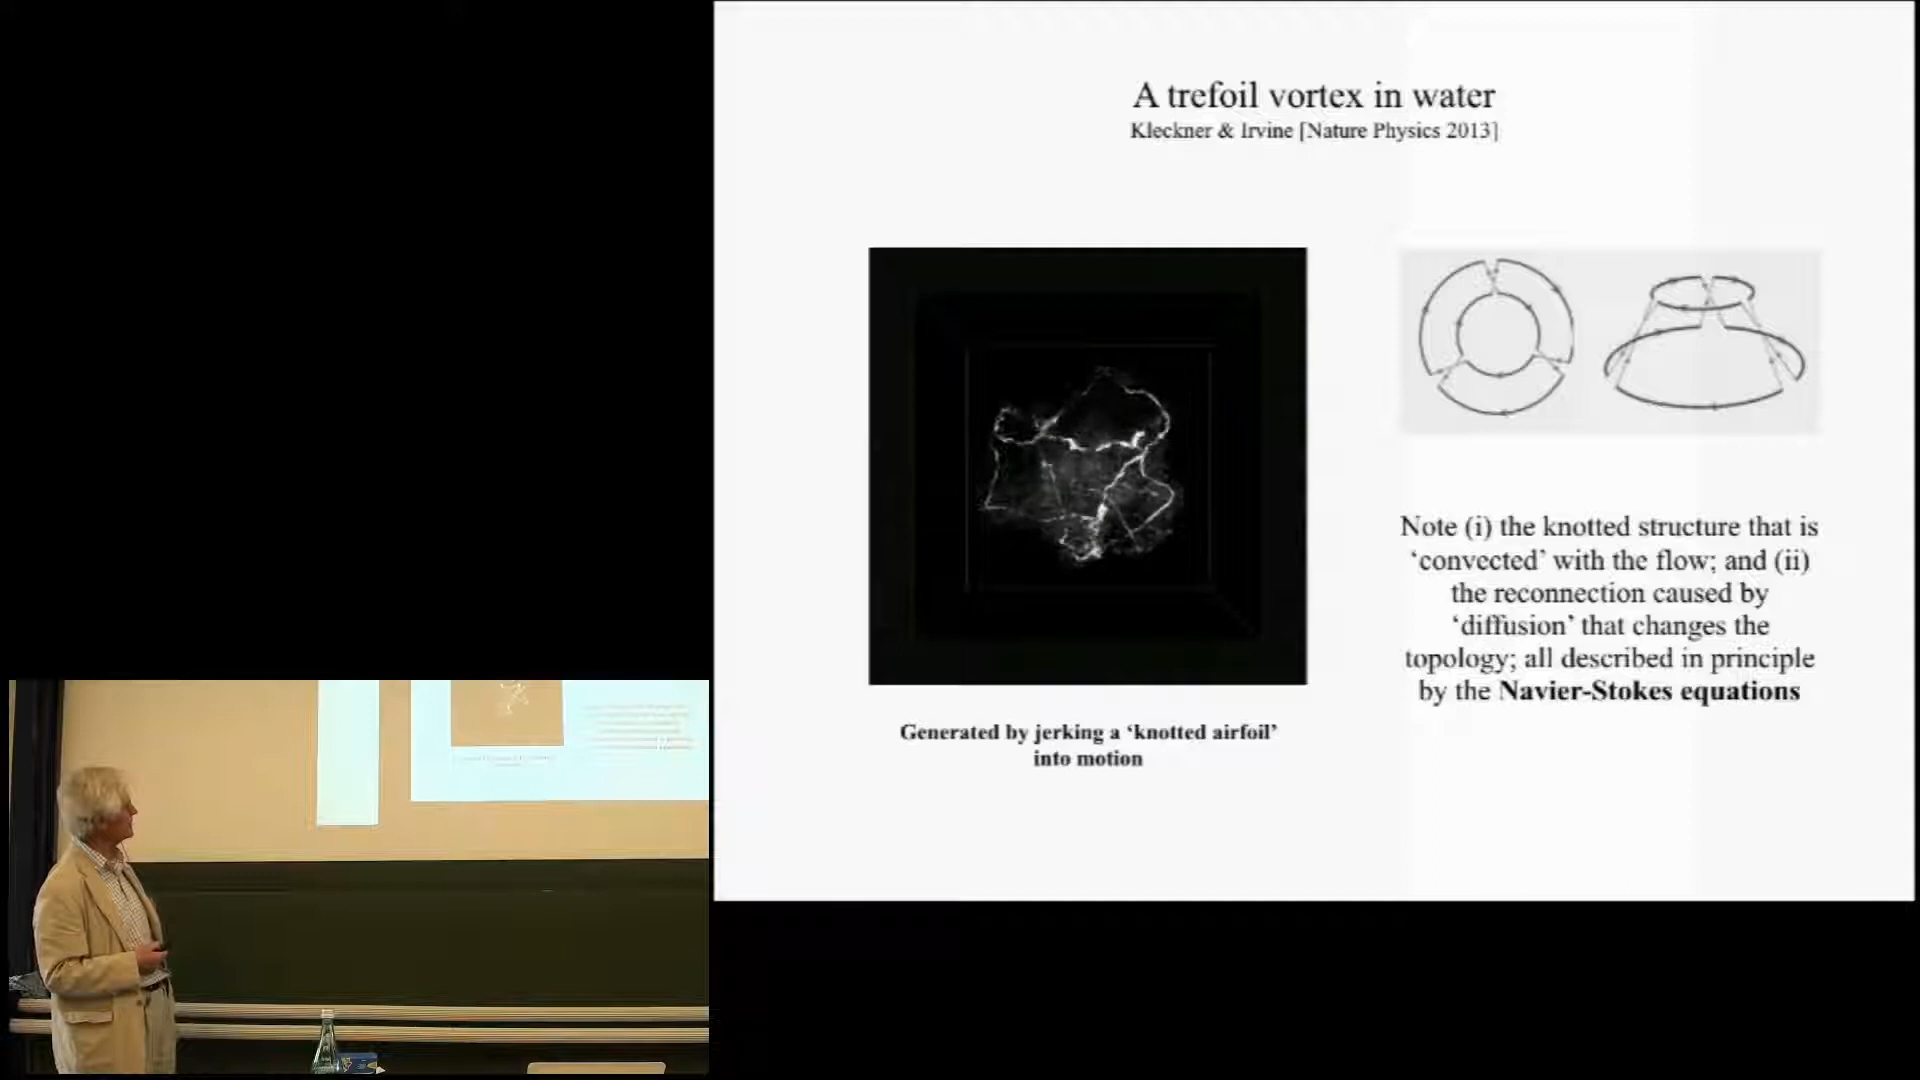 A trefoil vortex in water
Kleckner & Irvine [Nature Physics 2013]
Generated by jerking a ‘knotted airfoil’
into motion
Note (i) the knotted structure that is
‘convected’ with the flow; and (ii)
the reconnection caused by
‘diffusion’ that changes the
topology; all described in principle
by the Navier-Stokes equations